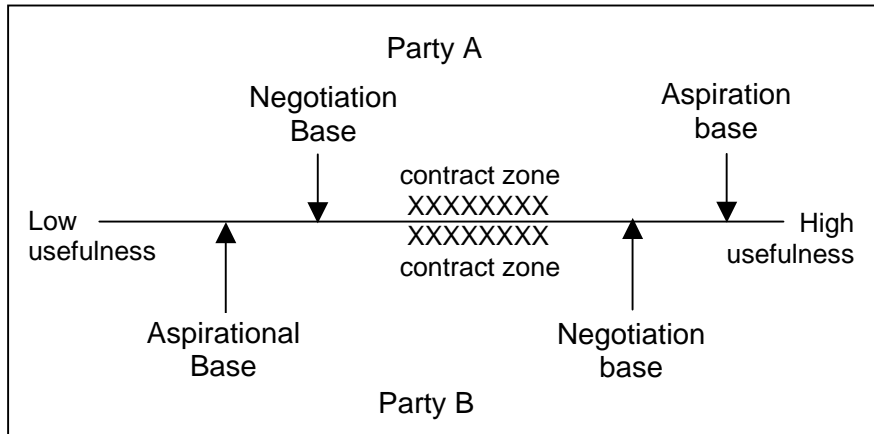 Party A
Negotiation
Base
Aspiration
base
contract zone
XXXXXXXX
Low
usefulness
XXXXXXXX
contract zone
High
usefulness
Aspirational
Base
Negotiation
base
Party B